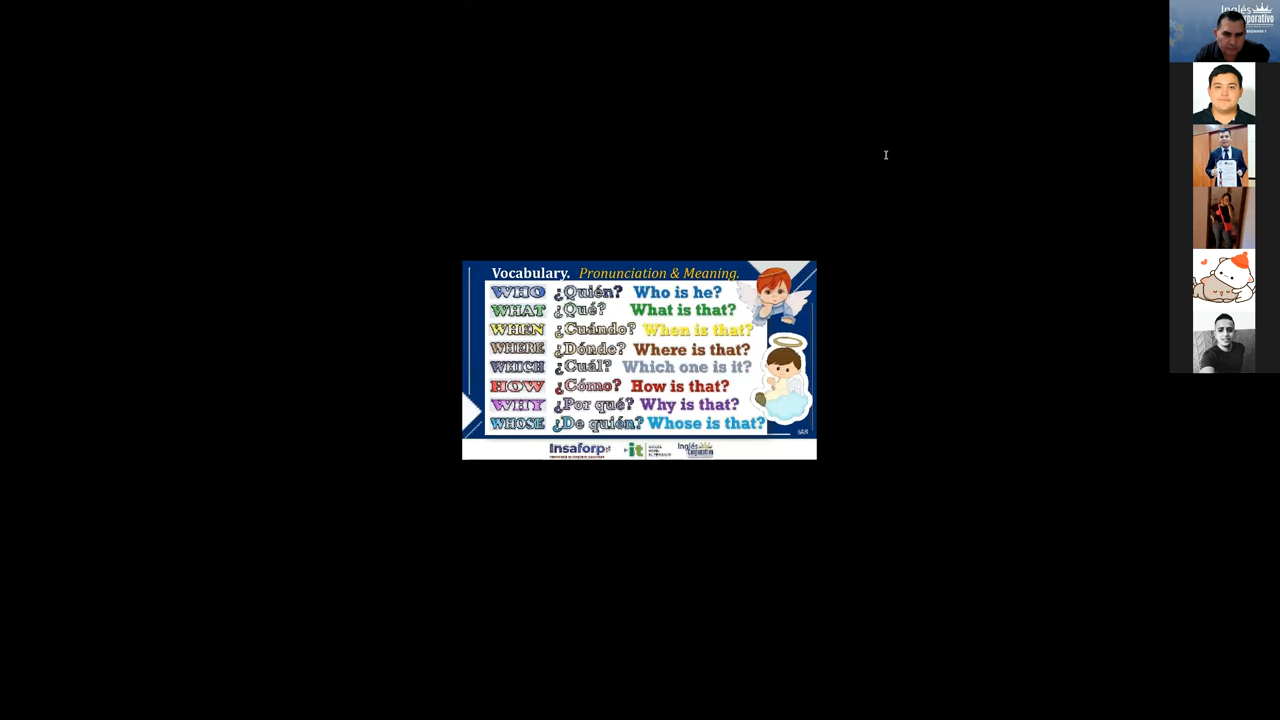 Vocabulary. Pronunciation & Meaning.
WHO ¿Quién? Who is he?
WHAT ¿Qué? What is that?
WHEN ¿Cuándo? When is that?
WHERE ¿Dónde? Where is that?
WHICH ¿Cuál? Which one is it?
HOW ¿Cómo? How is that?
WHY ¿Por qué? Why is that?
WHOSE ¿De quién? Whose is that?
Insaforp it Inglés Corporativo
Inglés